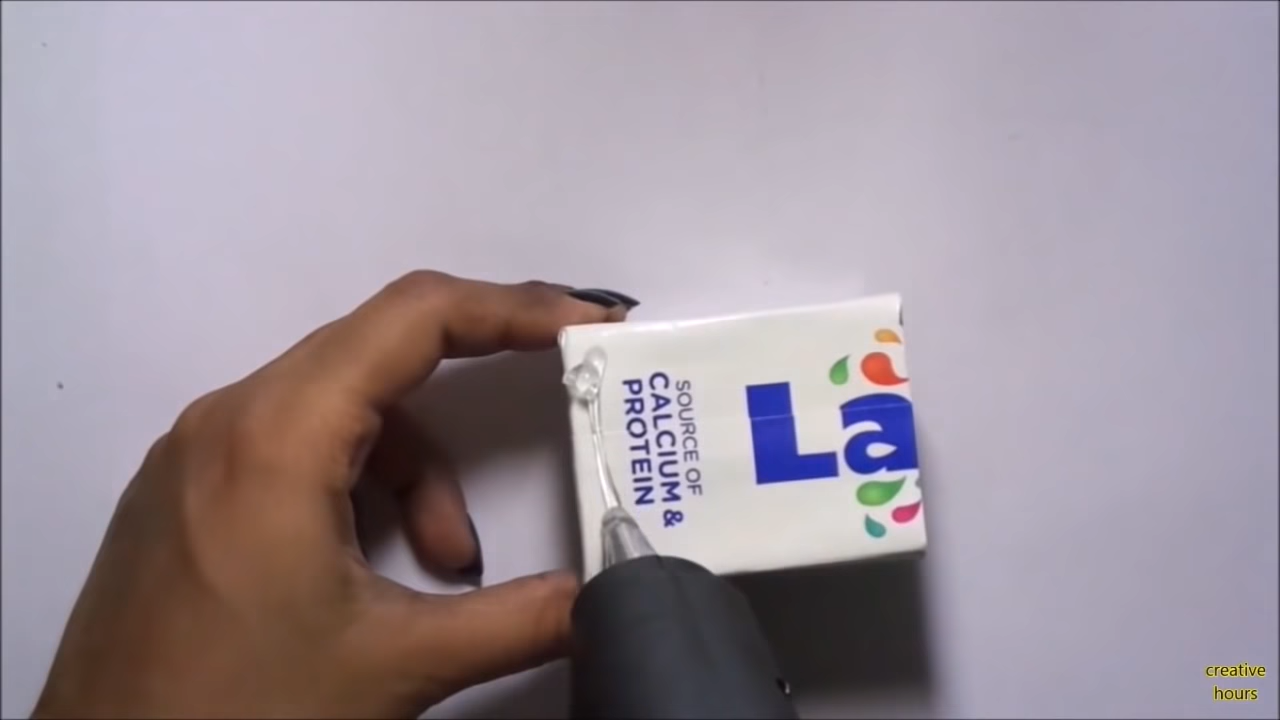 SOURCE OF
CALCIUM &
PROTEIN
La
creative
hours